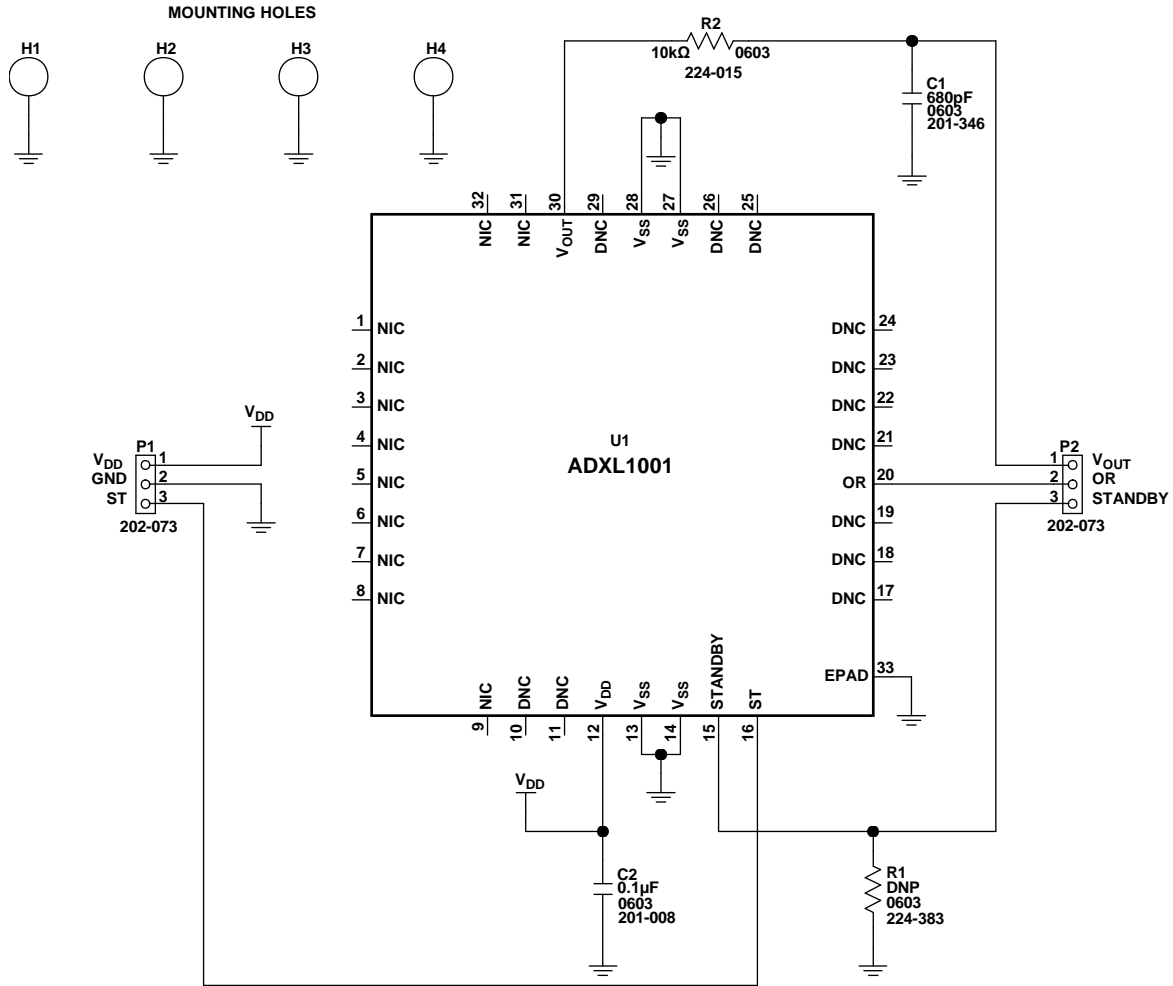 MOUNTING HOLES
H1
H2
H3
H4
R2
10kΩ
0603
224-015
C1
680pF
0603
201-346
32
31
30
29
28
27
26
25
NIC
NIC
VOUT
DNC
VSS
VSS
DNC
DNC
1 NIC
2 NIC
3 NIC
4 NIC
5 NIC
6 NIC
7 NIC
8 NIC
U1
ADXL1001
DNC 24
DNC 23
DNC 22
DNC 21
OR 20
DNC 19
DNC 18
DNC 17
EPAD 33
VDD
P1
VDD 1
GND 2
ST 3
202-073
P2
1 VOUT
2 OR
3 STANDBY
202-073
NIC
DNC
DNC
VDD
VSS
VSS
STANDBY
ST
9
10
11
12
13
14
15
16
VDD
C2
0.1µF
0603
201-008
R1
DNP
0603
224-383